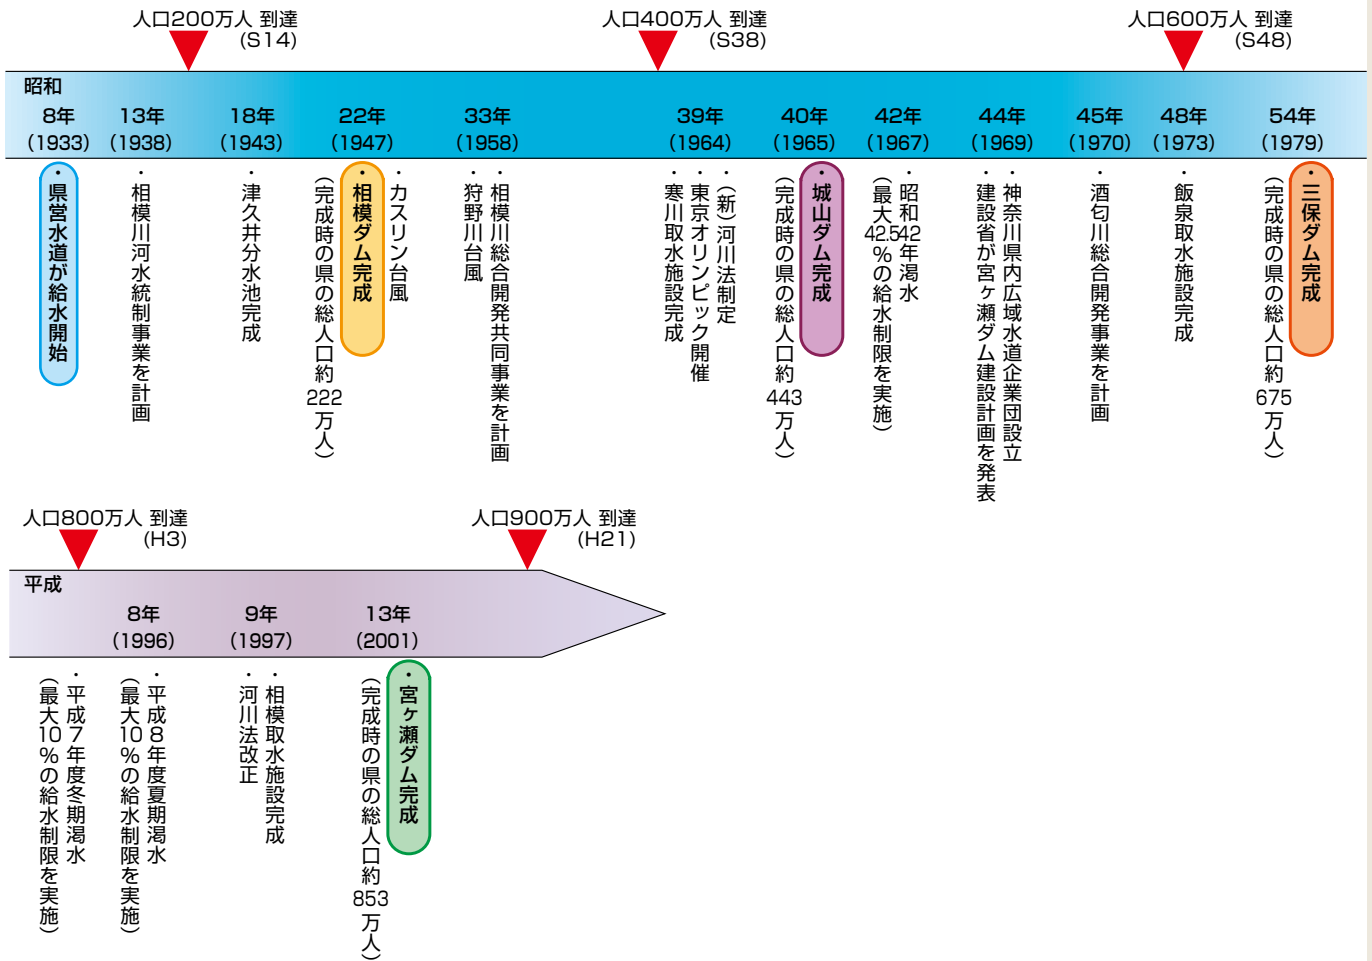 人口200万人 到達
(S14)
人口400万人 到達
(S38)
人口600万人 到達
(S48)
昭和
8年
(1933)
13年
(1938)
18年
(1943)
22年
(1947)
33年
(1958)
39年
(1964)
40年
(1965)
42年
(1967)
44年
(1969)
45年
(1970)
48年
(1973)
54年
(1979)
・県営水道が給水開始
・相模川河水統制事業を計画
・津久井分水池完成
・カスリン台風
・相模ダム完成
(完成時の県の総人口約222万人)
・相模川総合開発共同事業を計画
・狩野川台風
・(新)河川法制定
・東京オリンピック開催
・寒川取水施設完成
・城山ダム完成
(完成時の県の総人口約443万人)
・昭和42年渇水
(最大42.5%の給水制限を実施)
・神奈川県内広域水道企業団設立
・建設省が宮ヶ瀬ダム建設計画を発表
・酒匂川総合開発事業を計画
・飯泉取水施設完成
・三保ダム完成
(完成時の県の総人口約675万人)
人口800万人 到達
(H3)
人口900万人 到達
(H21)
平成
8年
(1996)
9年
(1997)
13年
(2001)
・平成7年度冬期渇水
(最大10%の給水制限を実施)
・平成8年度夏期渇水
(最大10%の給水制限を実施)
・相模取水施設完成
・河川法改正
・宮ヶ瀬ダム完成
(完成時の県の総人口約853万人)